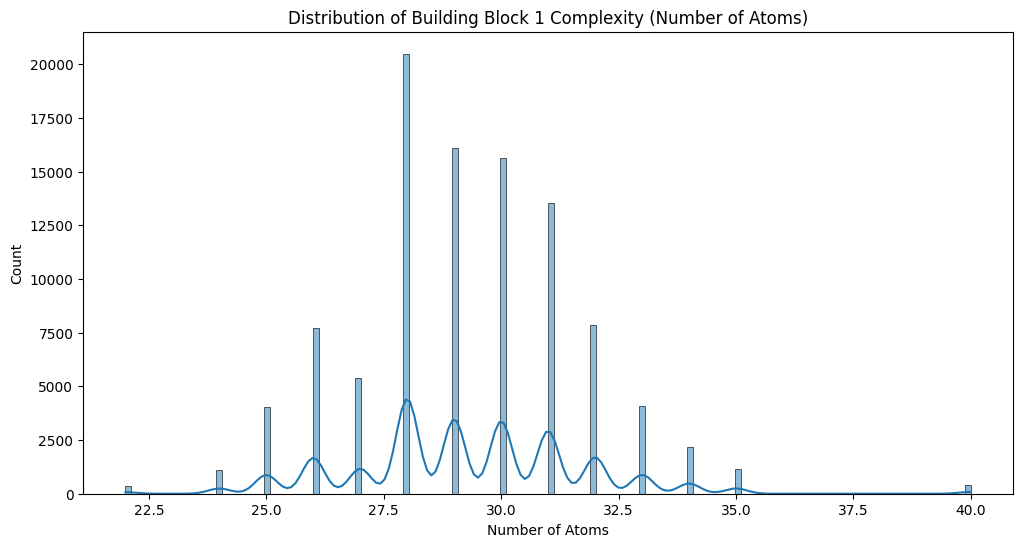 Distribution of Building Block 1 Complexity (Number of Atoms)
20000
17500
15000
12500
10000
7500
5000
2500
0
Count
22.5 25.0 27.5 30.0 32.5 35.0 37.5 40.0
Number of Atoms